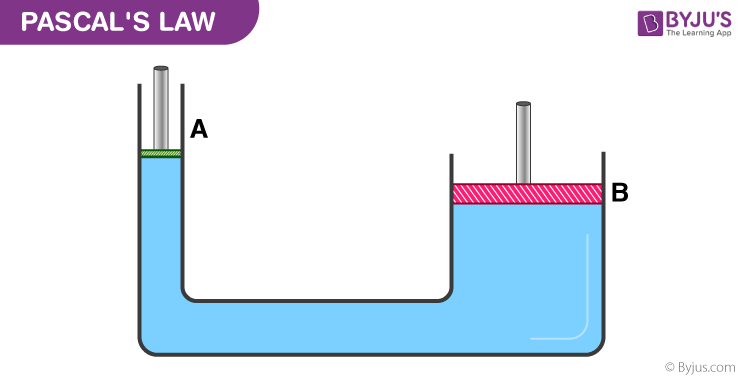 PASCAL'S LAW
BYJU'S
The Learning App
A
B
© Byjus.com